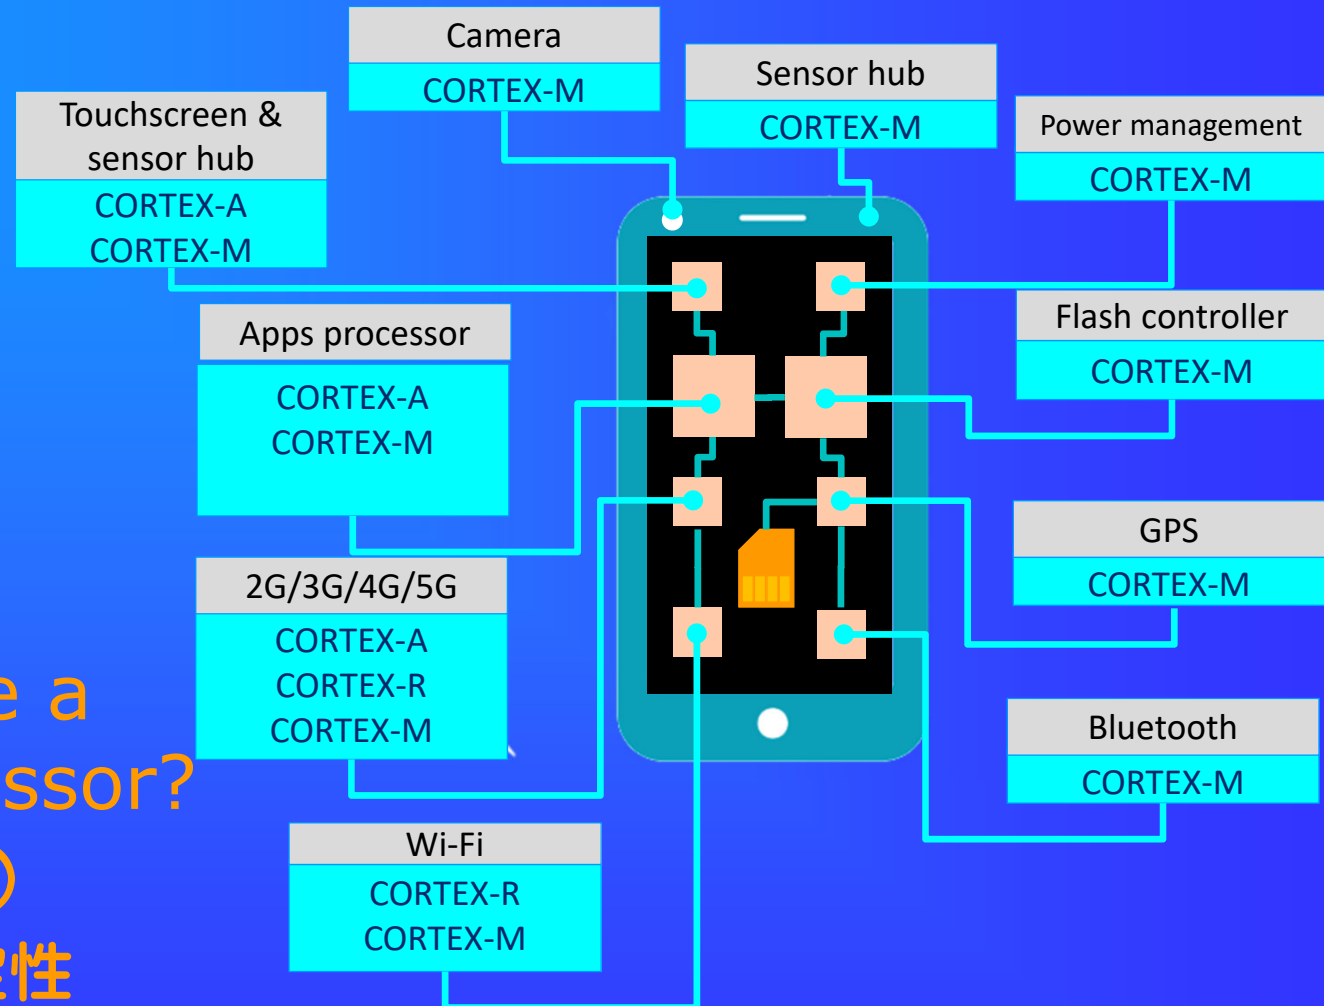 Camera
CORTEX-M
Sensor hub
CORTEX-M
Touchscreen &
sensor hub
CORTEX-A
CORTEX-M
Power management
CORTEX-M
Apps processor
CORTEX-A
CORTEX-M
Flash controller
CORTEX-M
2G/3G/4G/5G
CORTEX-A
CORTEX-R
CORTEX-M
GPS
CORTEX-M
Bluetooth
CORTEX-M
Wi-Fi
CORTEX-R
CORTEX-M
e a
ssor?
)
性